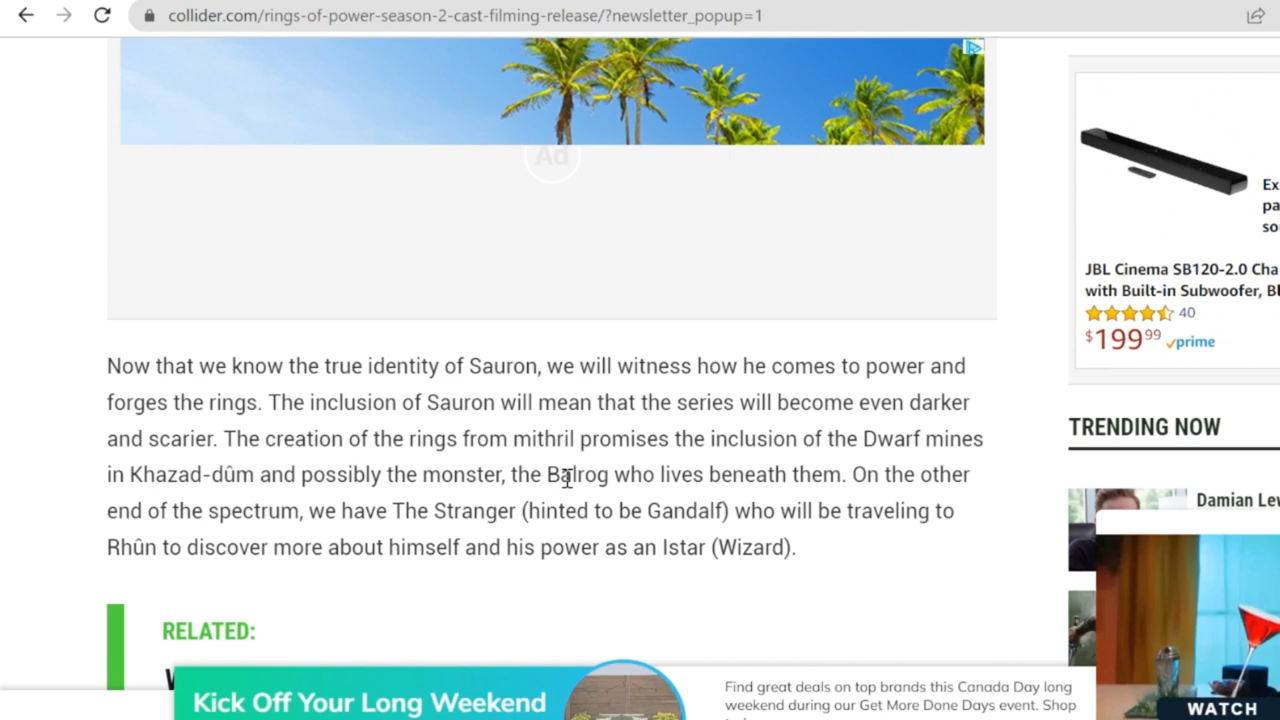 collider.com/rings-of-power-season-2-cast-filming-release/?newsletter_popup=1
Ad
Ex
pa
so
JBL Cinema SB120-2.0 Cha
with Built-in Subwoofer, Bl
40
$199 99 prime
Now that we know the true identity of Sauron, we will witness how he comes to power and
forges the rings. The inclusion of Sauron will mean that the series will become even darker
and scarier. The creation of the rings from mithril promises the inclusion of the Dwarf mines
in Khazad-dûm and possibly the monster, the Balrog who lives beneath them. On the other
end of the spectrum, we have The Stranger (hinted to be Gandalf) who will be traveling to
Rhûn to discover more about himself and his power as an Istar (Wizard).
TRENDING NOW
Damian Lew
RELATED:
Kick Off Your Long Weekend
Find great deals on top brands this Canada Day long
weekend during our Get More Done Days event. Shop
WATCH